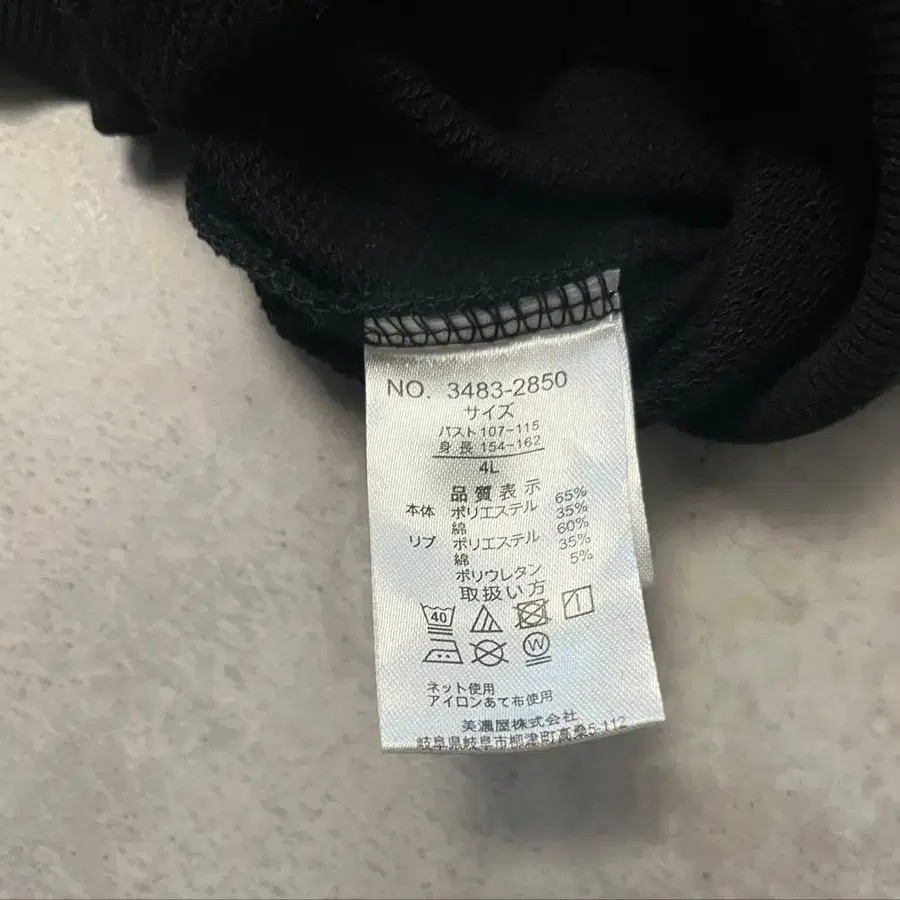 NO. 3483-2850
サイズ
バスト107-115
身長154-162
4L
品質表示
本体 ポリエステル 65%
綿 35%
リブ ポリエステル 60%
綿 35%
ポリウレタン 5%
取扱い方
40
W
ネット使用
アイロンあて布使用
美濃屋株式会社
岐阜県岐阜市柳津町高桑5-112